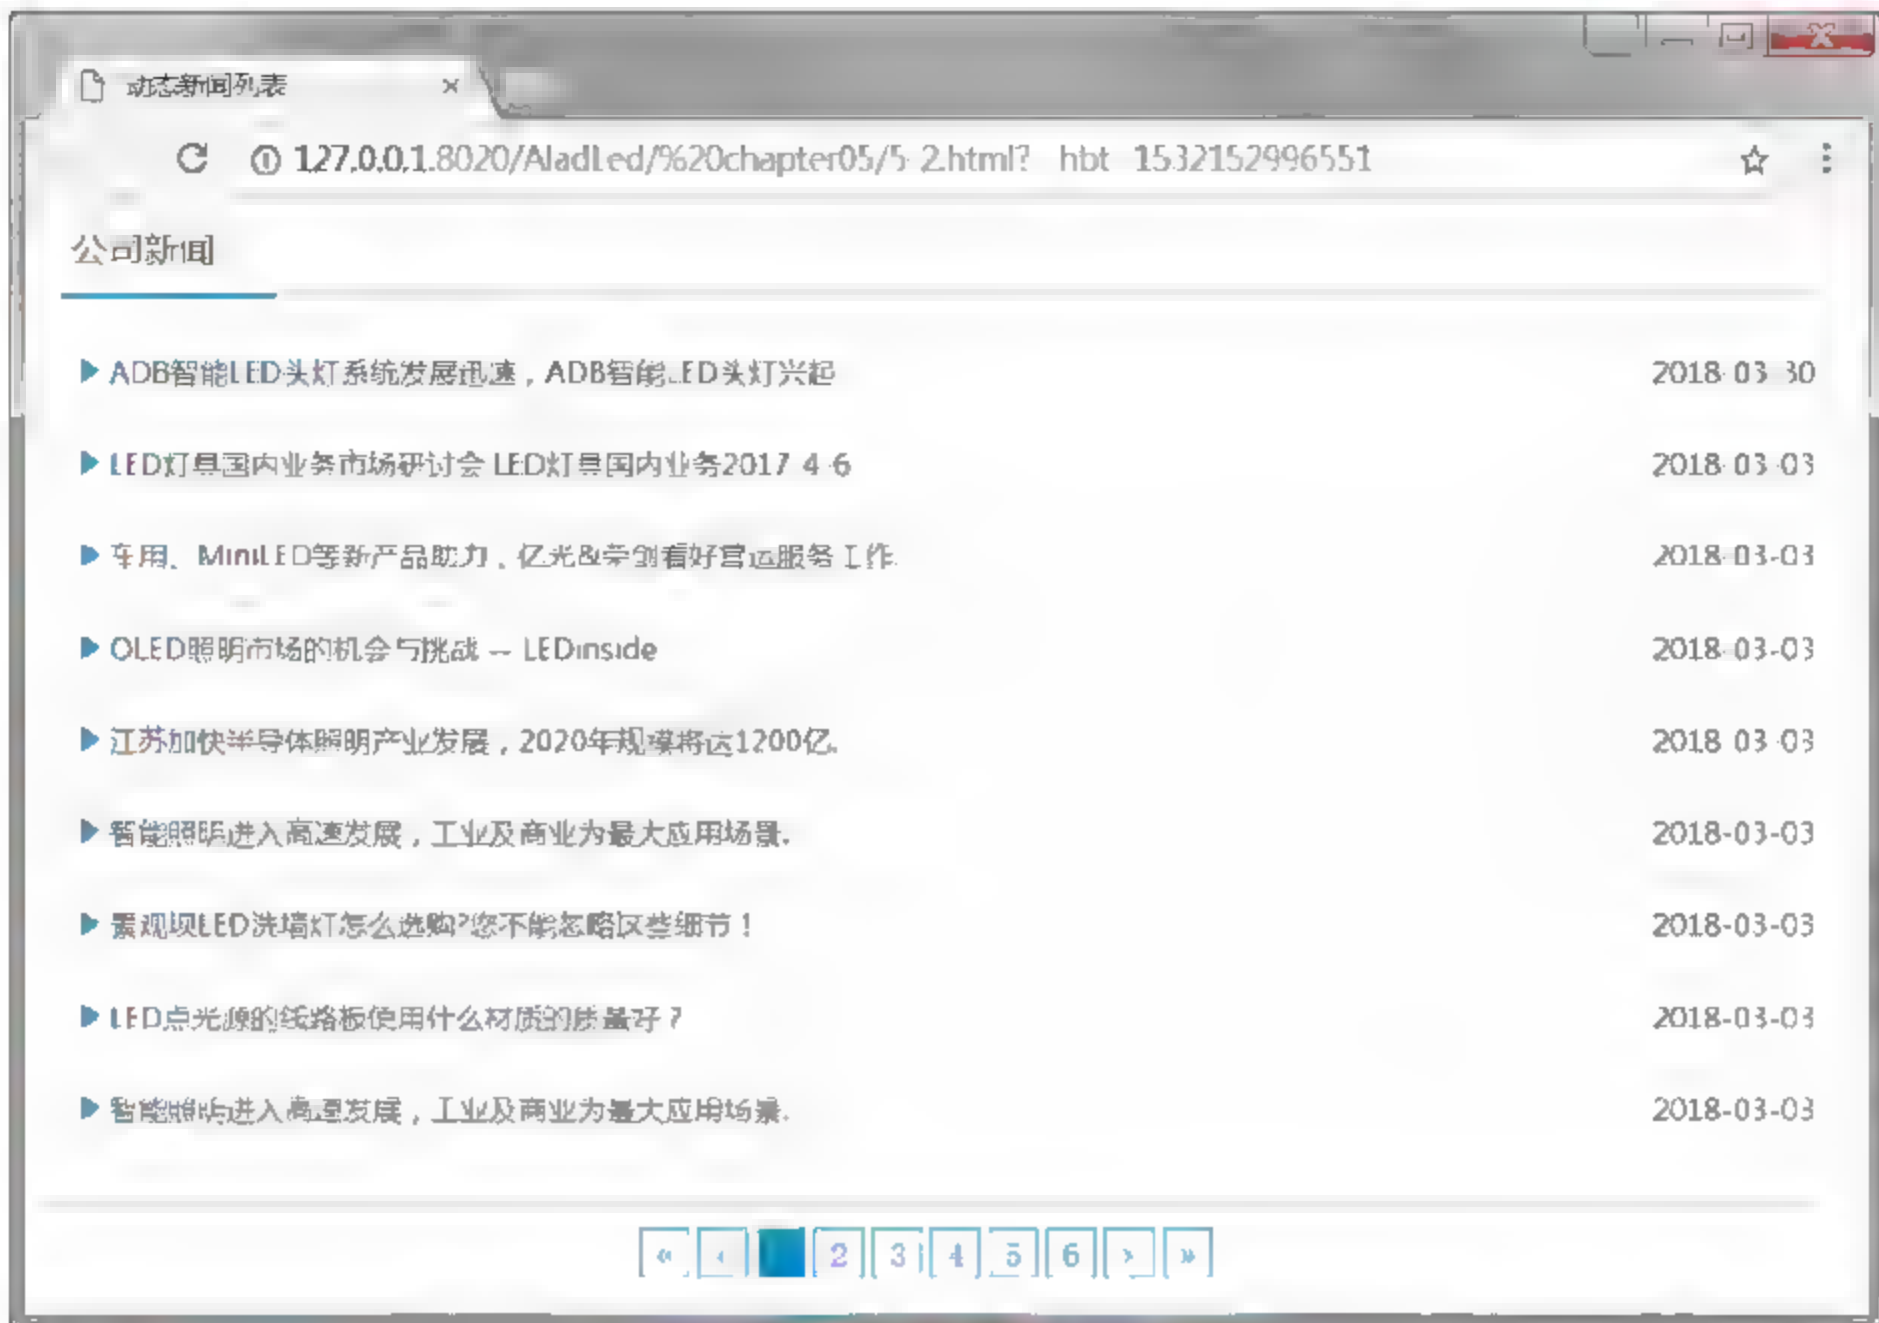 动态新闻列表 ×
127.0.0.1:8020/AladLed/%20chapter05/5-2.html?__hbt=1532152996551
公司新闻
ADB智能LED头灯系统发展迅速，ADB智能LED头灯兴起 2018-03-30
LED灯具国内业务市场研讨会 LED灯具国内业务2017-4-6 2018-03-03
车用、MiniLED等新产品助力，亿光&荣创看好营运服务工作. 2018-03-03
OLED照明市场的机会与挑战 -- LEDinside 2018-03-03
江苏加快半导体照明产业发展，2020年规模将达1200亿. 2018-03-03
智能照明进入高速发展，工业及商业为最大应用场景. 2018-03-03
景观坝LED洗墙灯怎么选购?您不能忽略这些细节！ 2018-03-03
LED点光源的线路板使用什么材质的质量好？ 2018-03-03
智能照明进入高速发展，工业及商业为最大应用场景. 2018-03-03
« ‹ 2 3 4 5 6 › »